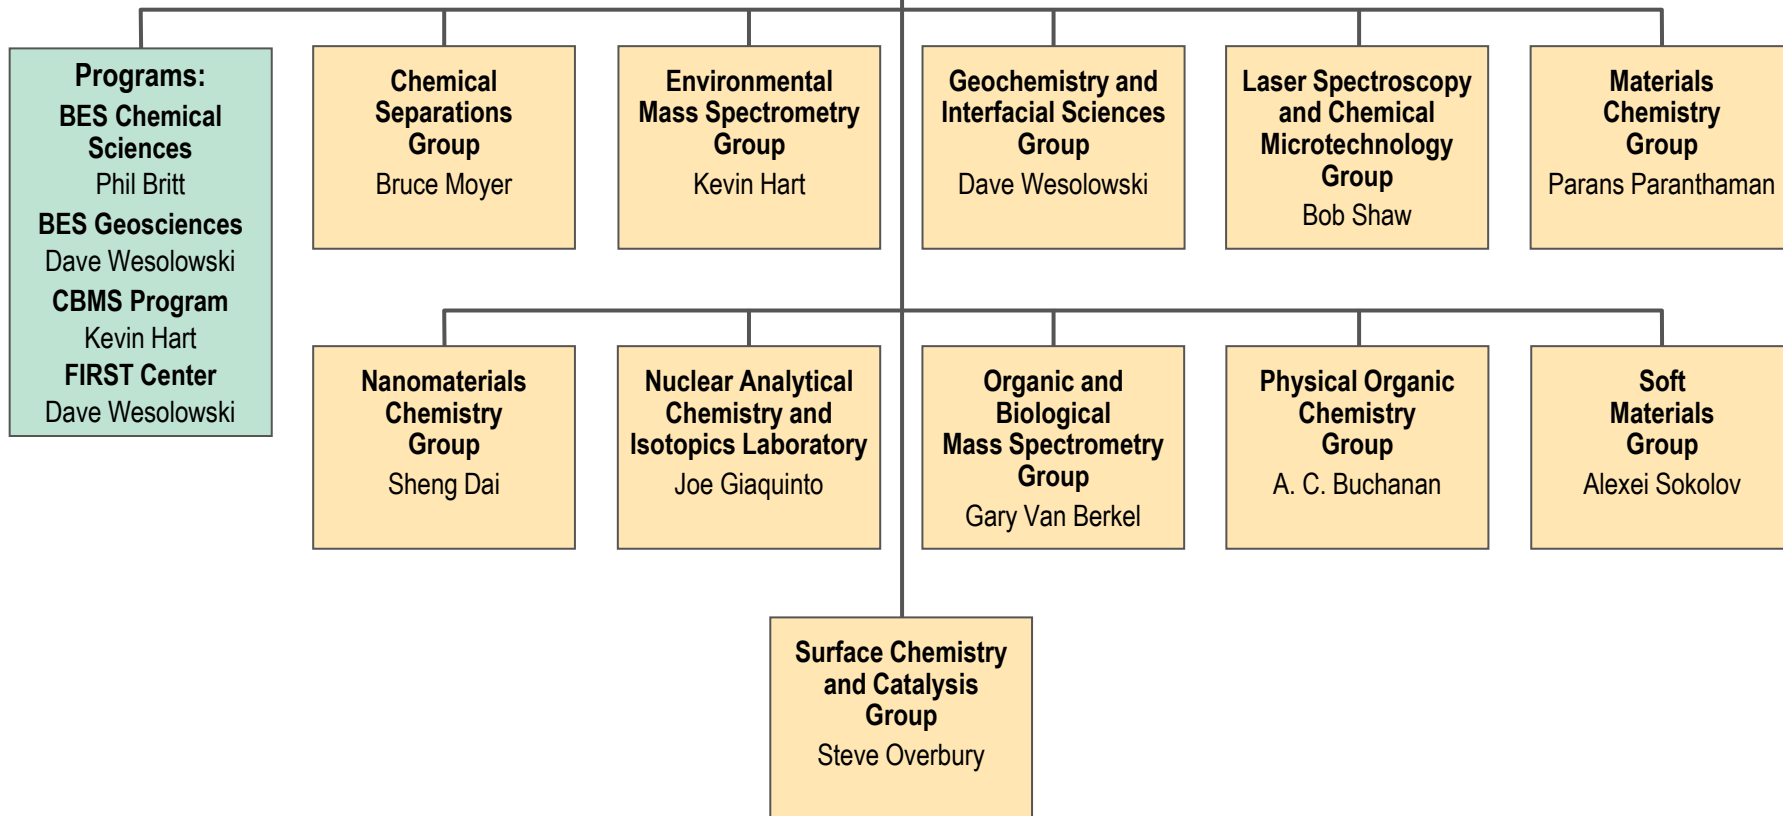 Programs:
BES Chemical
Sciences
Phil Britt
BES Geosciences
Dave Wesolowski
CBMS Program
Kevin Hart
FIRST Center
Dave Wesolowski
Chemical
Separations
Group
Bruce Moyer
Environmental
Mass Spectrometry
Group
Kevin Hart
Geochemistry and
Interfacial Sciences
Group
Dave Wesolowski
Laser Spectroscopy
and Chemical
Microtechnology
Group
Bob Shaw
Materials
Chemistry
Group
Parans Paranthaman
Nanomaterials
Chemistry
Group
Sheng Dai
Nuclear Analytical
Chemistry and
Isotopics Laboratory
Joe Giaquinto
Organic and
Biological
Mass Spectrometry
Group
Gary Van Berkel
Physical Organic
Chemistry
Group
A. C. Buchanan
Soft
Materials
Group
Alexei Sokolov
Surface Chemistry
and Catalysis
Group
Steve Overbury